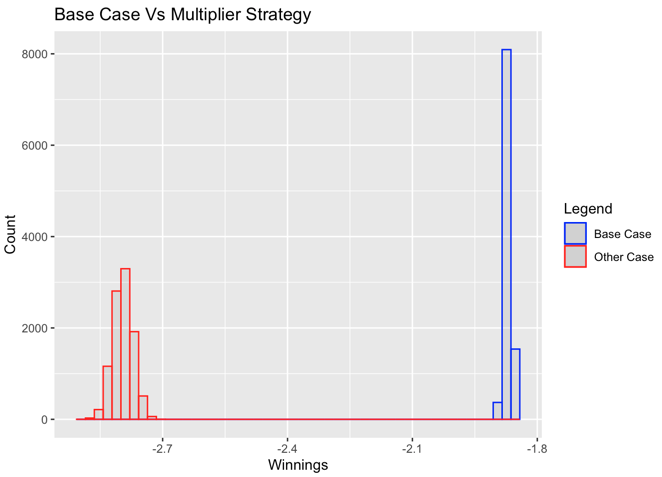 Base Case Vs Multiplier Strategy
8000
6000
4000
2000
0
Count
-2.7
-2.4
-2.1
-1.8
Winnings
Legend
Base Case
Other Case